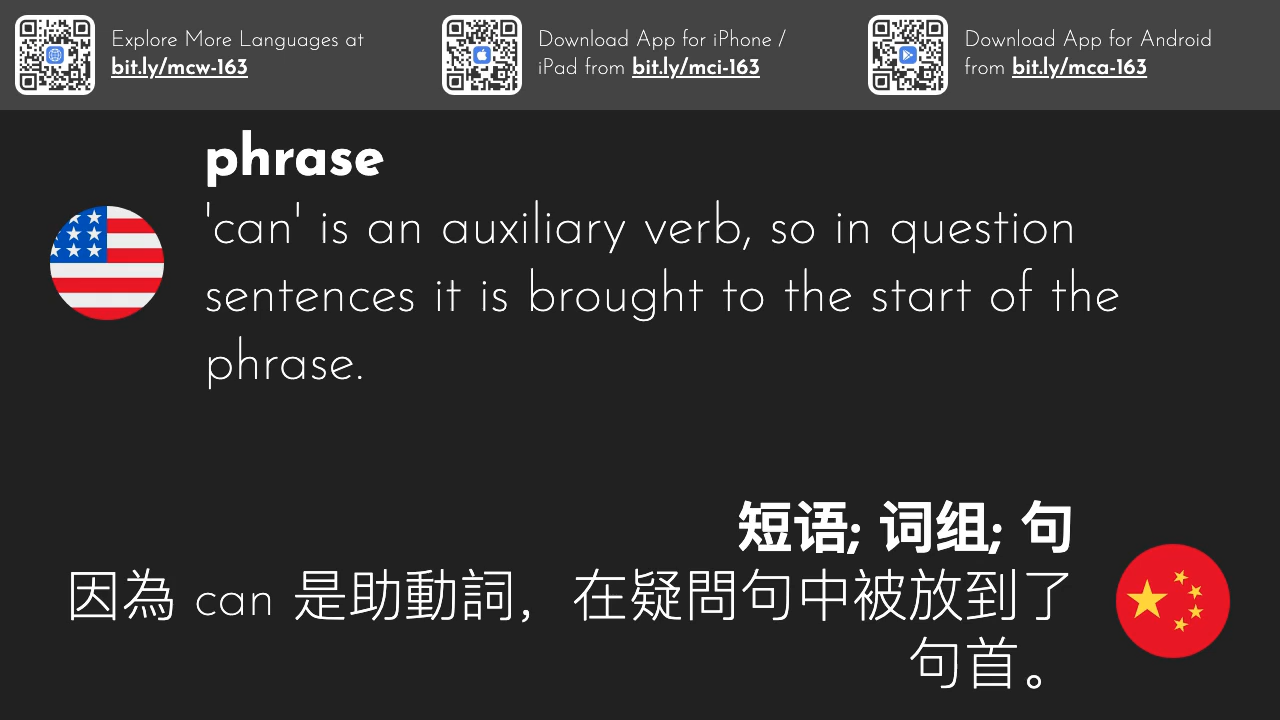 Explore More Languages at
bit.ly/mcw-163
Download App for iPhone /
iPad from bit.ly/mci-163
Download App for Android
from bit.ly/mca-163
phrase
'can' is an auxiliary verb, so in question
sentences it is brought to the start of the
phrase.
短语; 词组; 句
因為 can 是助動詞，在疑問句中被放到了
句首。